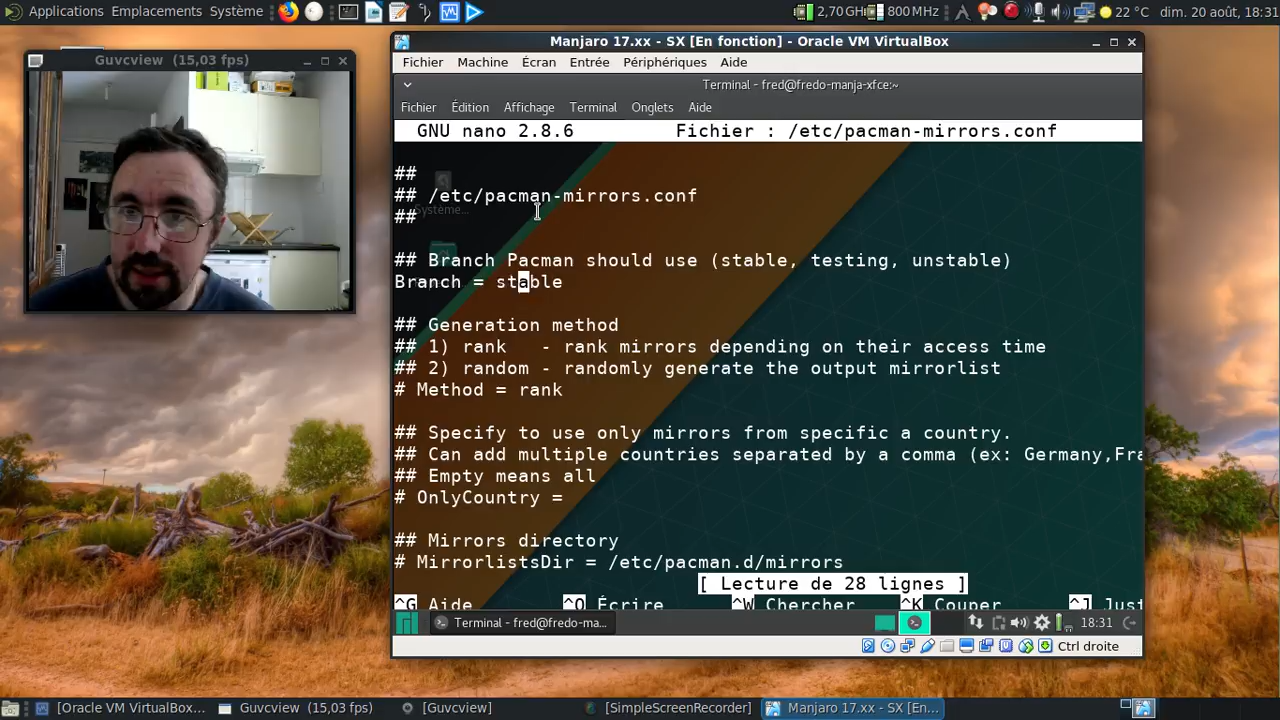 Applications Emplacements Système
2,70 GH
800 MHz
22 °C
dim. 20 août, 18:31
Guvcview (15,03 fps)
Manjaro 17.xx - SX [En fonction] - Oracle VM VirtualBox
Fichier Machine Écran Entrée Périphériques Aide
Terminal - fred@fredo-manja-xfce:~
Fichier Édition Affichage Terminal Onglets Aide
GNU nano 2.8.6 Fichier : /etc/pacman-mirrors.conf
##
## /etc/pacman-mirrors.conf
##
Système...
## Branch Pacman should use (stable, testing, unstable)
Branch = stable
## Generation method
## 1) rank - rank mirrors depending on their access time
## 2) random - randomly generate the output mirrorlist
# Method = rank
## Specify to use only mirrors from specific a country.
## Can add multiple countries separated by a comma (ex: Germany,Fra
## Empty means all
# OnlyCountry =
## Mirrors directory
# MirrorlistsDir = /etc/pacman.d/mirrors
[ Lecture de 28 lignes ]
^G Aide ^O Écrire ^W Chercher ^K Couper ^J Just
Terminal - fred@fredo-ma...
18:31
Ctrl droite
[Oracle VM VirtualBox... Guvcview (15,03 fps) [Guvcview] [SimpleScreenRecorder] Manjaro 17.xx - SX [En...